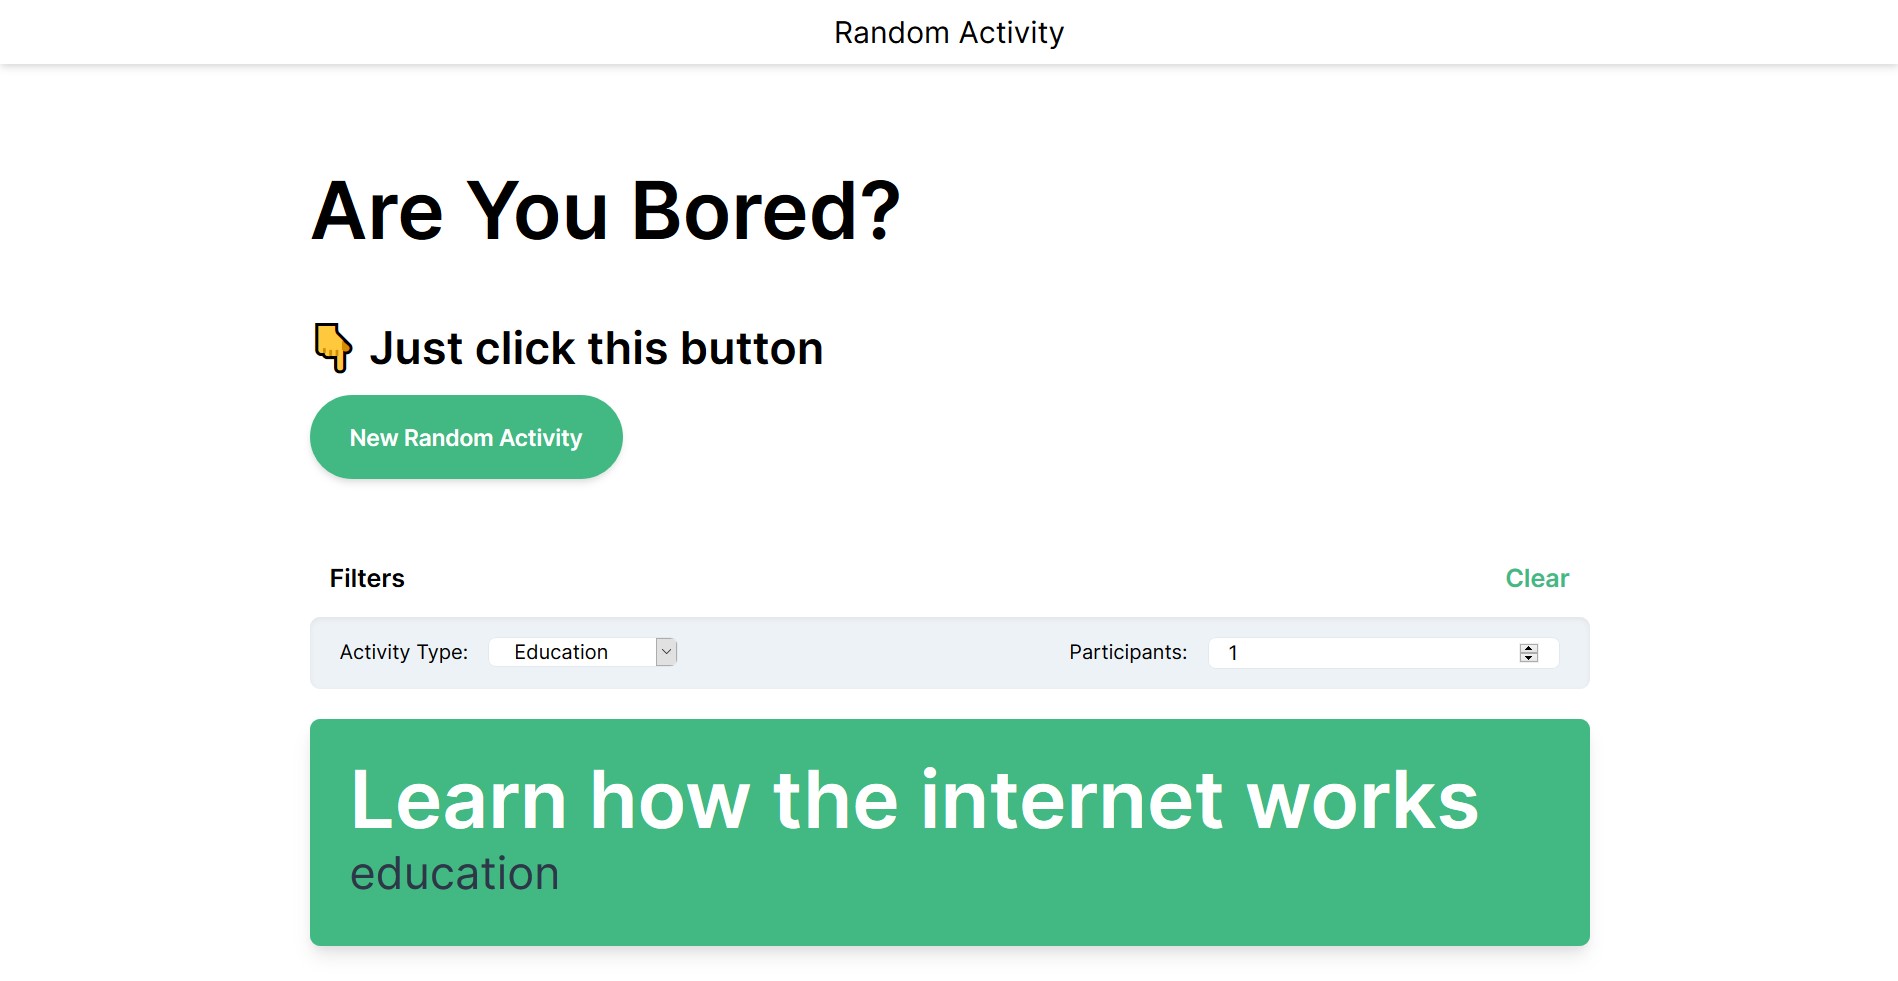 Random Activity
Are You Bored?
👇 Just click this button
New Random Activity
Filters
Clear
Activity Type: Education
Participants: 1
Learn how the internet works
education